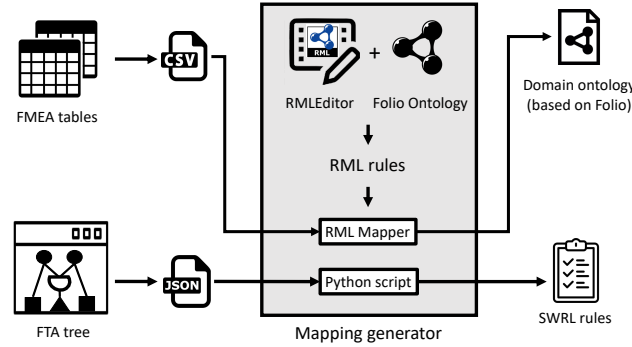 FMEA tables
CSV
RML
+
RMLEditor
Folio Ontology
RML rules
RML Mapper
Python script
Mapping generator
Domain ontology
(based on Folio)
FTA tree
JSON
SWRL rules